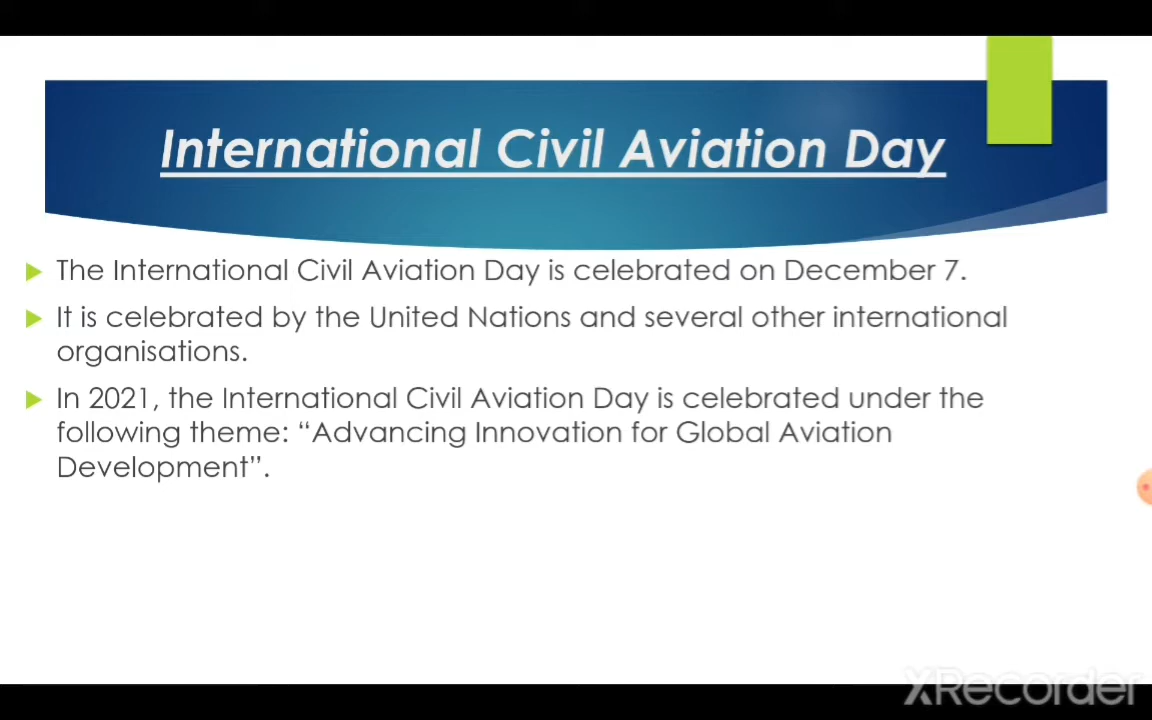 International Civil Aviation Day
The International Civil Aviation Day is celebrated on December 7.
It is celebrated by the United Nations and several other international
organisations.
In 2021, the International Civil Aviation Day is celebrated under the
following theme: “Advancing Innovation for Global Aviation
Development”.
XRecorder